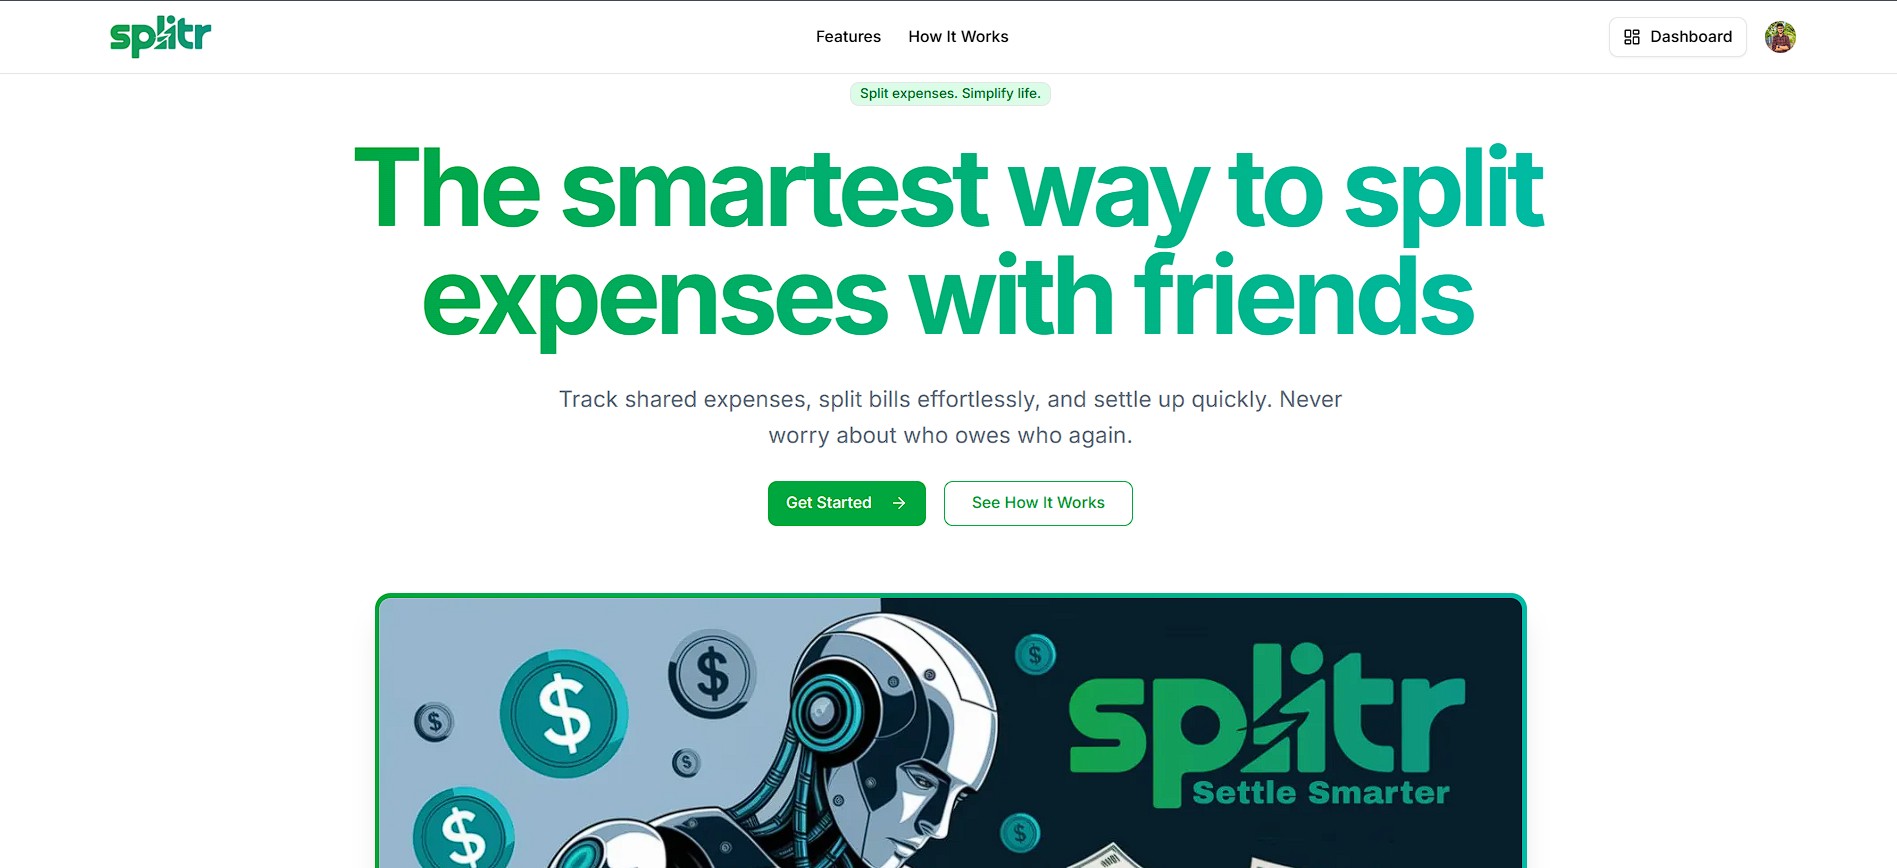 splitr
Features
How It Works
Dashboard
Split expenses. Simplify life.
The smartest way to split
expenses with friends
Track shared expenses, split bills effortlessly, and settle up quickly. Never
worry about who owes who again.
Get Started
See How It Works
$
$
$
$
$
$
$
splitr
Settle Smarter